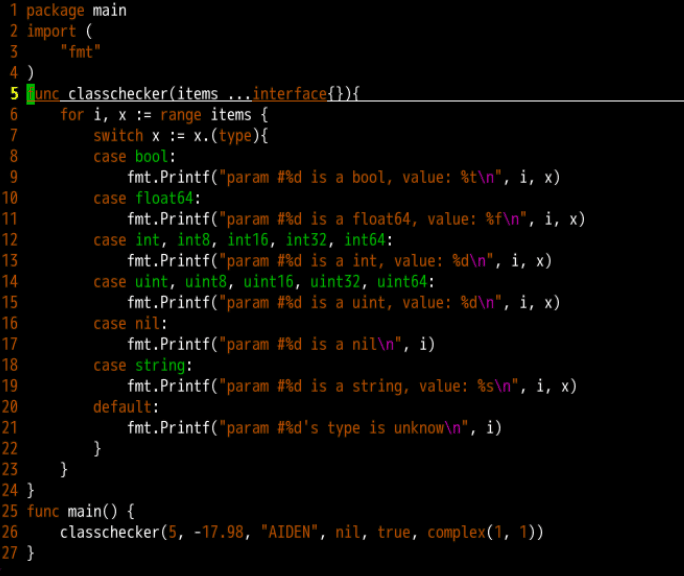 1 package main
2 import (
3     "fmt"
4 )
5 func classchecker(items ...interface{}){
6     for i, x := range items {
7         switch x := x.(type){
8         case bool:
9             fmt.Printf("param #%d is a bool, value: %t\n", i, x)
10         case float64:
11             fmt.Printf("param #%d is a float64, value: %f\n", i, x)
12         case int, int8, int16, int32, int64:
13             fmt.Printf("param #%d is a int, value: %d\n", i, x)
14         case uint, uint8, uint16, uint32, uint64:
15             fmt.Printf("param #%d is a uint, value: %d\n", i, x)
16         case nil:
17             fmt.Printf("param #%d is a nil\n", i)
18         case string:
19             fmt.Printf("param #%d is a string, value: %s\n", i, x)
20         default:
21             fmt.Printf("param #%d's type is unknow\n", i)
22         }
23     }
24 }
25 func main() {
26     classchecker(5, -17.98, "AIDEN", nil, true, complex(1, 1))
27 }